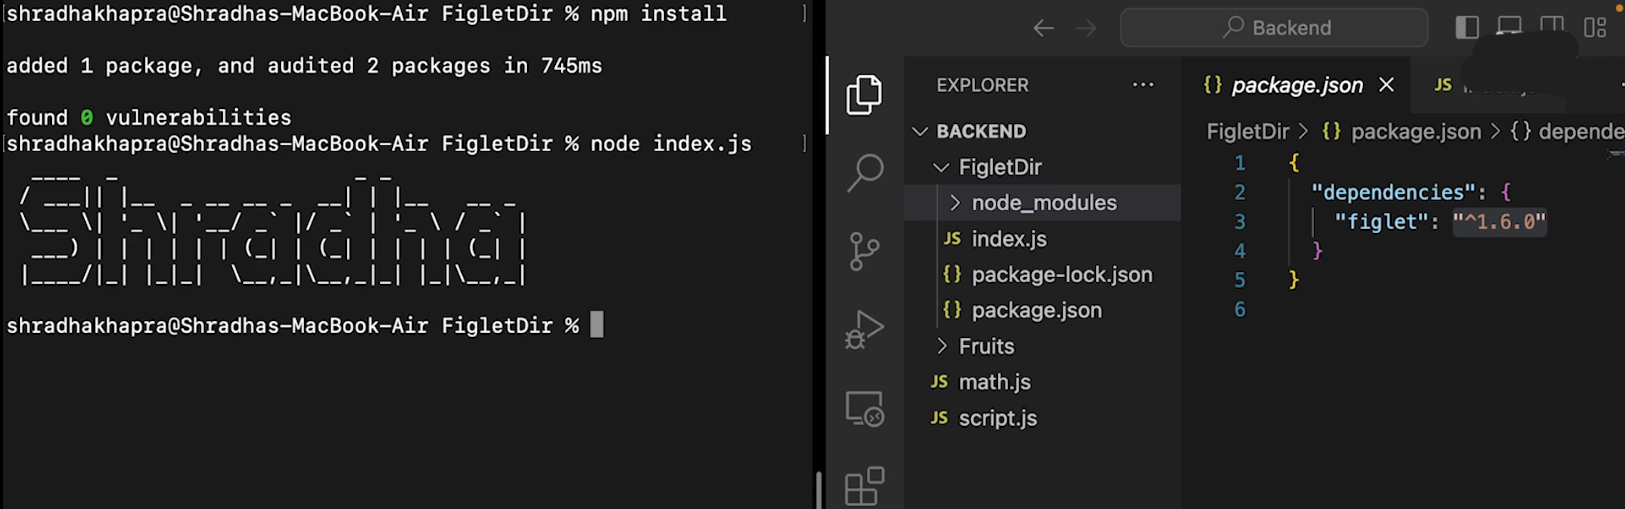 shradhakhapra@Shradhas-MacBook-Air FigletDir % npm install
added 1 package, and audited 2 packages in 745ms
found 0 vulnerabilities
shradhakhapra@Shradhas-MacBook-Air FigletDir % node index.js
Shradha
shradhakhapra@Shradhas-MacBook-Air FigletDir %
Backend
EXPLORER ...
BACKEND
FigletDir
node_modules
JS index.js
{} package-lock.json
{} package.json
Fruits
JS math.js
JS script.js
{} package.json ×
JS
FigletDir > {} package.json > {} depende
1 {
2 "dependencies": {
3 "figlet": "^1.6.0"
4 }
5 }
6